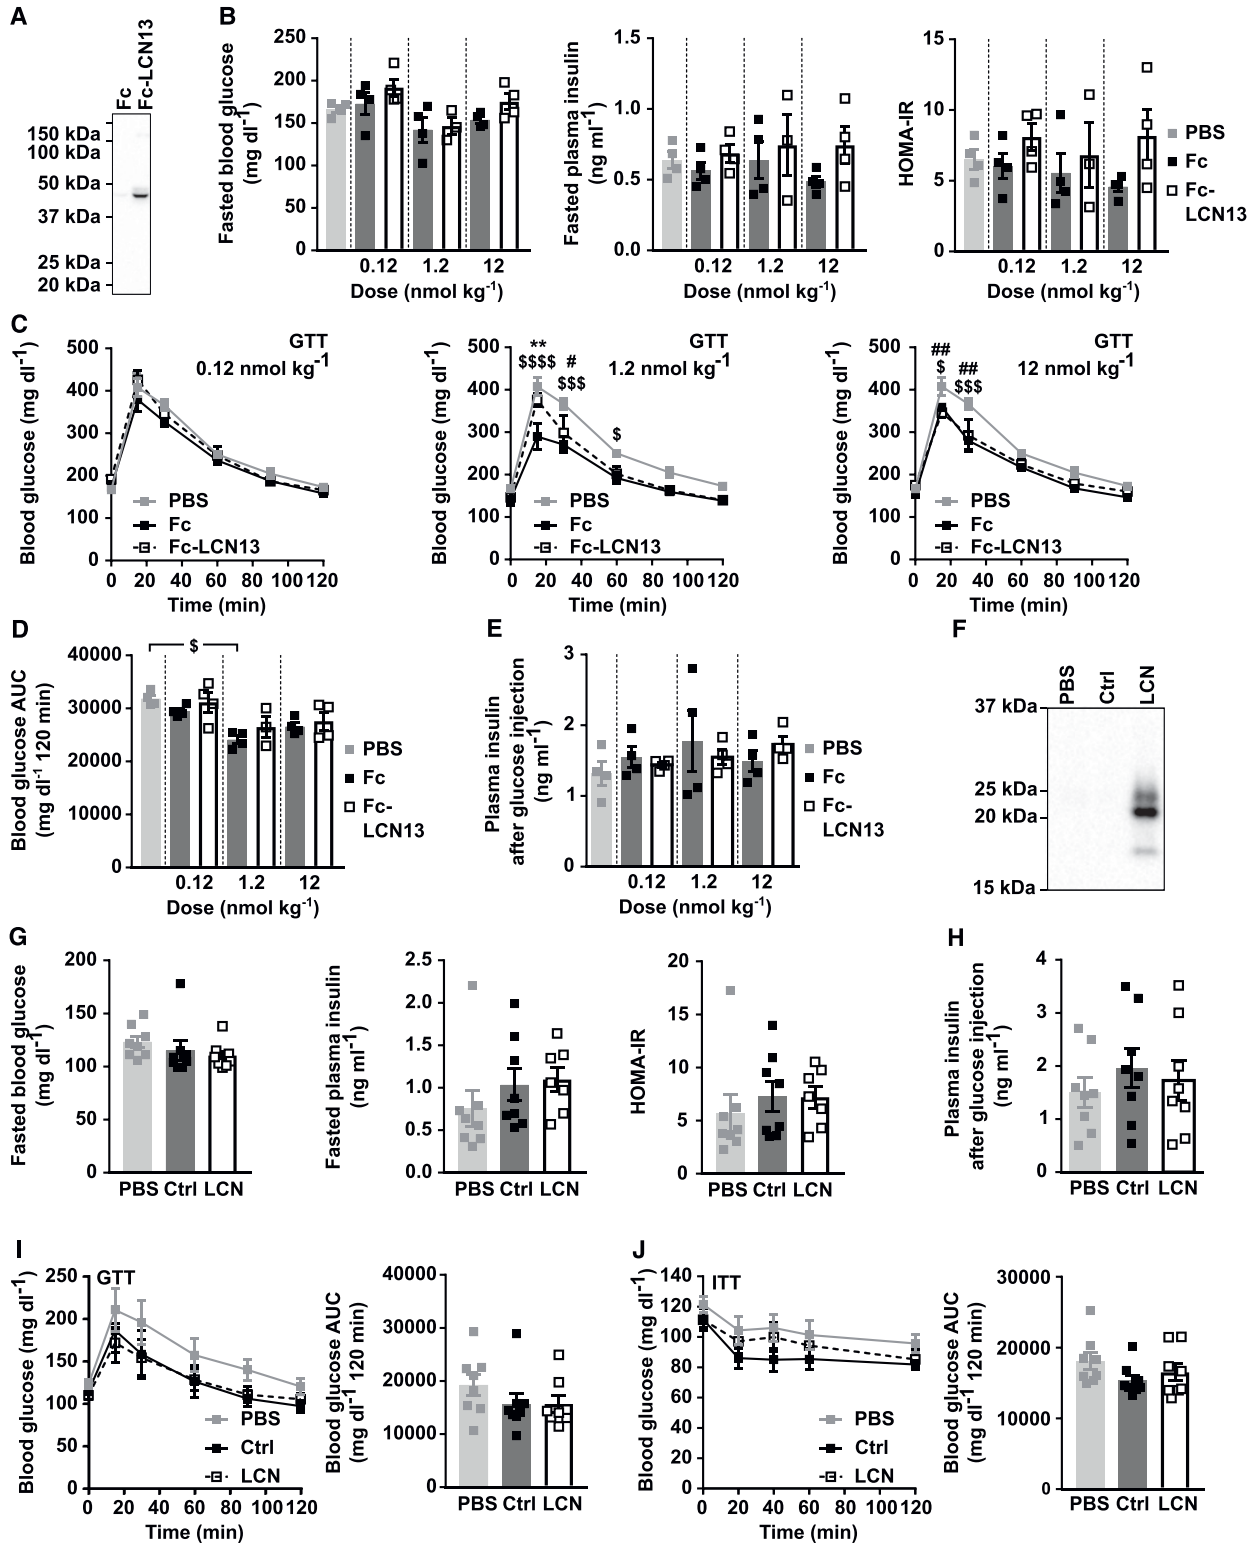 A
Fc
Fc-LCN13
150 kDa
100 kDa
50 kDa
37 kDa
25 kDa
20 kDa
B
Fasted blood glucose
(mg dl-1)
250
200
150
100
50
0
0.12 1.2 12
Dose (nmol kg-1)
Fasted plasma insulin
(ng ml-1)
1.5
1.0
0.5
0.0
0.12 1.2 12
Dose (nmol kg-1)
HOMA-IR
15
10
5
0
0.12 1.2 12
Dose (nmol kg-1)
PBS
Fc
Fc-
LCN13
C
Blood glucose (mg dl-1)
500
400
300
200
100
0
GTT
0.12 nmol kg-1
PBS
Fc
Fc-LCN13
0 20 40 60 80 100 120
Time (min)
Blood glucose (mg dl-1)
500
400
300
200
100
0
**
$$$$
#
$$$
$
GTT
1.2 nmol kg-1
PBS
Fc
Fc-LCN13
0 20 40 60 80 100 120
Time (min)
Blood glucose (mg dl-1)
500
400
300
200
100
0
##
$
##
$$$
GTT
12 nmol kg-1
PBS
Fc
Fc-LCN13
0 20 40 60 80 100 120
Time (min)
D
Blood glucose AUC
(mg dl-1 120 min)
40000
30000
20000
10000
0
$
0.12 1.2 12
Dose (nmol kg-1)
PBS
Fc
Fc-
LCN13
E
Plasma insulin
after glucose injection
(ng ml-1)
3
2
1
0
0.12 1.2 12
Dose (nmol kg-1)
PBS
Fc
Fc-
LCN13
F
PBS
Ctrl
LCN
37 kDa
25 kDa
20 kDa
15 kDa
G
Fasted blood glucose
(mg dl-1)
200
150
100
50
0
PBS Ctrl LCN
Fasted plasma insulin
(ng ml-1)
2.5
2.0
1.5
1.0
0.5
0.0
PBS Ctrl LCN
HOMA-IR
20
15
10
5
0
PBS Ctrl LCN
H
Plasma insulin
after glucose injection
(ng ml-1)
4
3
2
1
0
PBS Ctrl LCN
I
Blood glucose (mg dl-1)
250
200
150
100
50
0
GTT
PBS
Ctrl
LCN
0 20 40 60 80 100 120
Time (min)
Blood glucose AUC
(mg dl-1 120 min)
40000
30000
20000
10000
0
PBS Ctrl LCN
J
Blood glucose (mg dl-1)
140
120
100
80
60
40
20
0
ITT
PBS
Ctrl
LCN
0 20 40 60 80 100 120
Time (min)
Blood glucose AUC
(mg dl-1 120 min)
30000
20000
10000
0
PBS Ctrl LCN